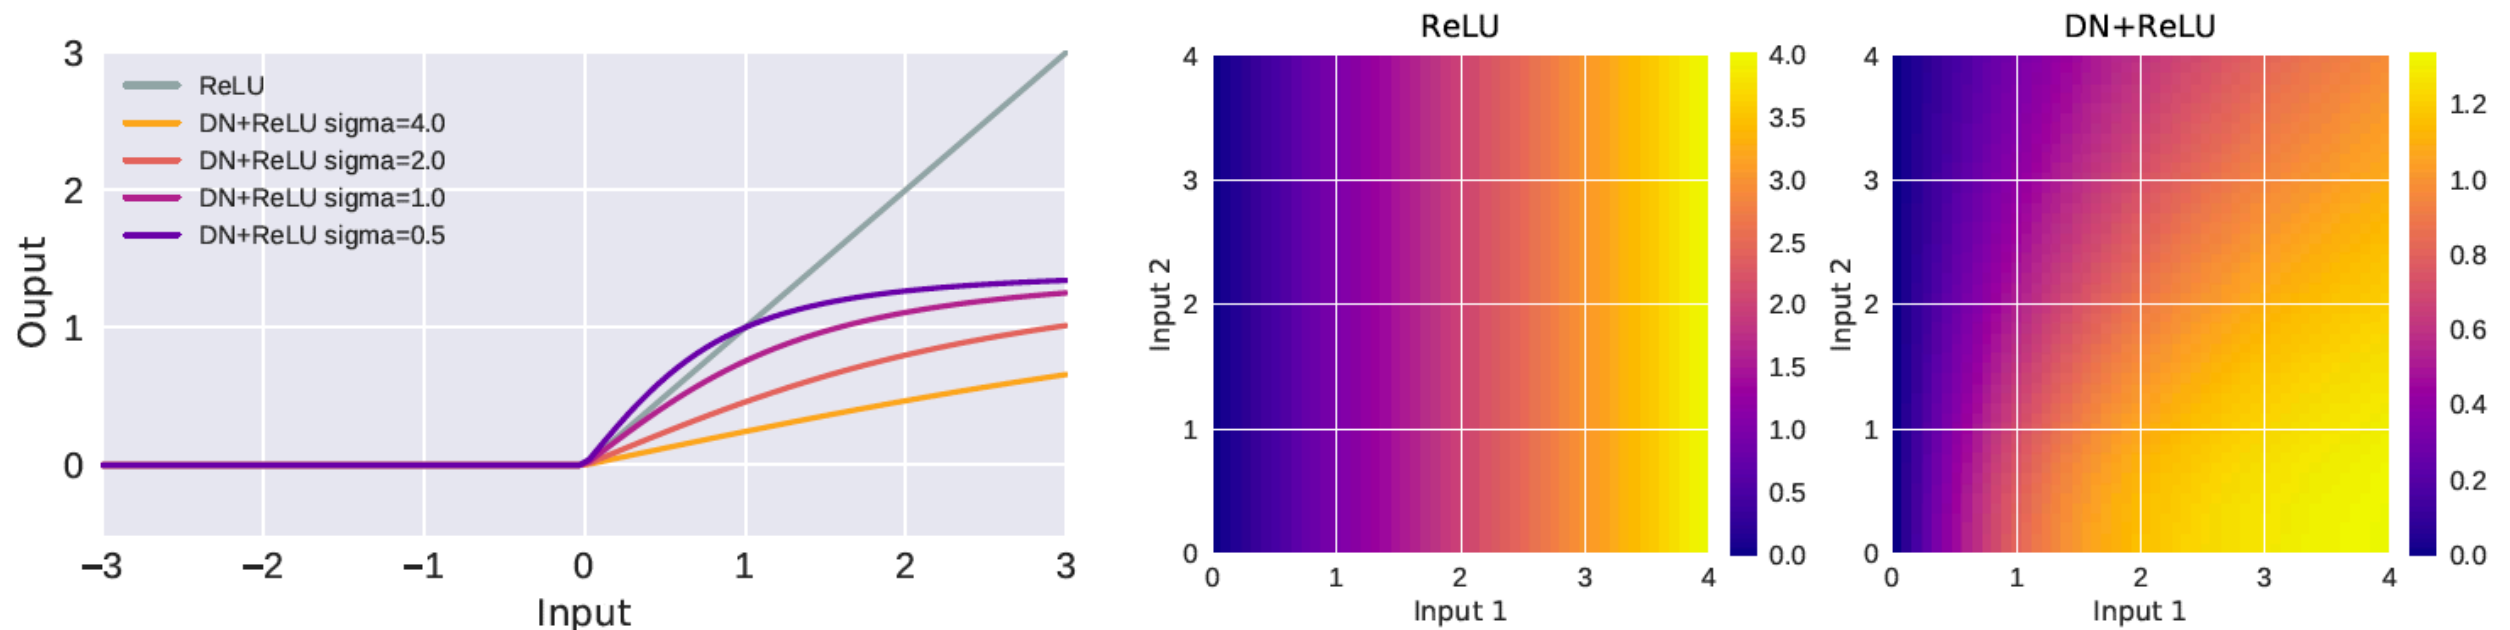 3
2
1
0
Ouput
ReLU
DN+ReLU sigma=4.0
DN+ReLU sigma=2.0
DN+ReLU sigma=1.0
DN+ReLU sigma=0.5
−3 −2 −1 0 1 2 3
Input
ReLU
4
3
2
1
0
Input 2
0 1 2 3 4
Input 1
4.0
3.5
3.0
2.5
2.0
1.5
1.0
0.5
0.0
DN+ReLU
4
3
2
1
0
Input 2
0 1 2 3 4
Input 1
1.2
1.0
0.8
0.6
0.4
0.2
0.0